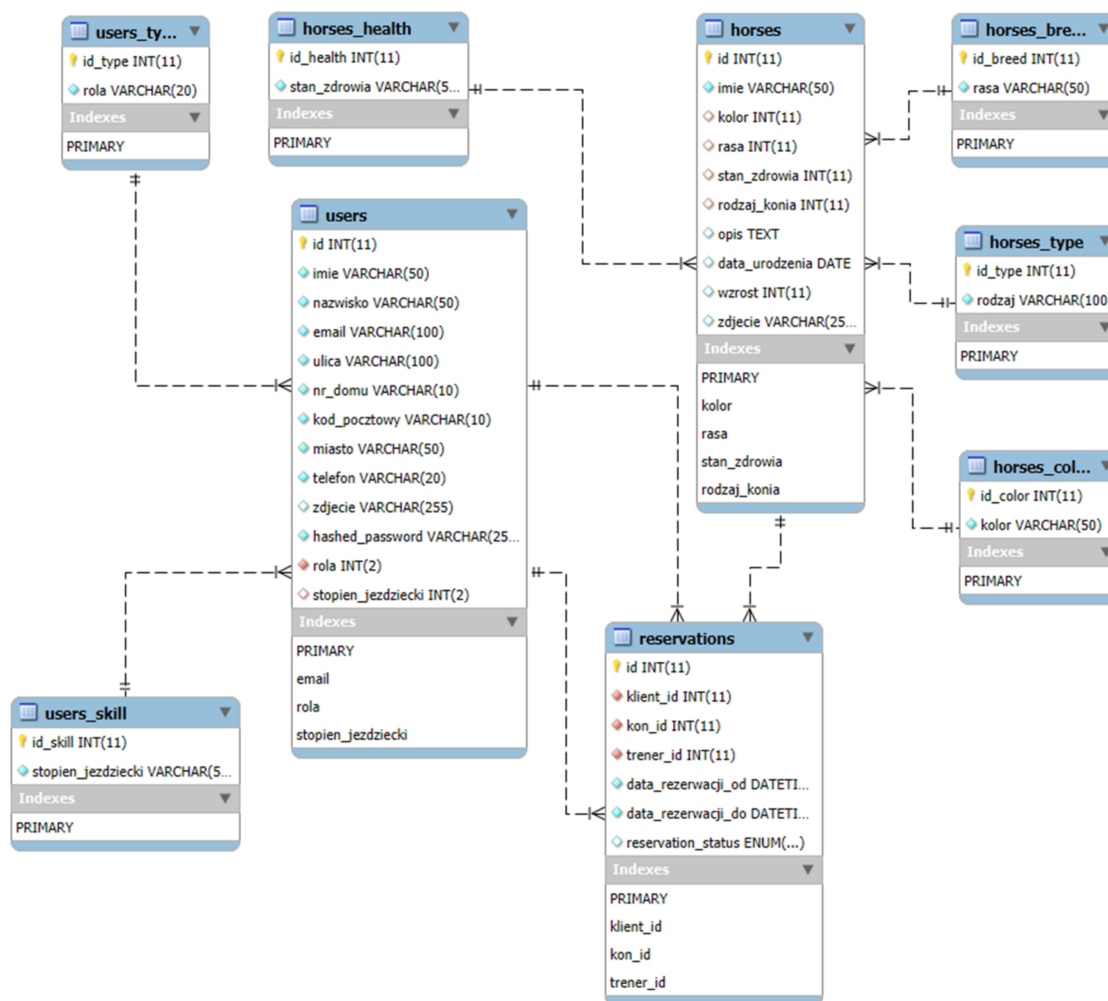 users_ty...
id_type INT(11)
rola VARCHAR(20)
Indexes
PRIMARY
horses_health
id_health INT(11)
stan_zdrowia VARCHAR(5...
Indexes
PRIMARY
horses
id INT(11)
imie VARCHAR(50)
kolor INT(11)
rasa INT(11)
stan_zdrowia INT(11)
rodzaj_konia INT(11)
opis TEXT
data_urodzenia DATE
wzrost INT(11)
zdjecie VARCHAR(25...
Indexes
PRIMARY
kolor
rasa
stan_zdrowia
rodzaj_konia
horses_bre...
id_breed INT(11)
rasa VARCHAR(50)
Indexes
PRIMARY
horses_type
id_type INT(11)
rodzaj VARCHAR(100
Indexes
PRIMARY
horses_col...
id_color INT(11)
kolor VARCHAR(50)
Indexes
PRIMARY
users
id INT(11)
imie VARCHAR(50)
nazwisko VARCHAR(50)
email VARCHAR(100)
ulica VARCHAR(100)
nr_domu VARCHAR(10)
kod_pocztowy VARCHAR(10)
miasto VARCHAR(50)
telefon VARCHAR(20)
zdjecie VARCHAR(255)
hashed_password VARCHAR(25...
rola INT(2)
stopien_jezdziecki INT(2)
Indexes
PRIMARY
email
rola
stopien_jezdziecki
users_skill
id_skill INT(11)
stopien_jezdziecki VARCHAR(5...
Indexes
PRIMARY
reservations
id INT(11)
klient_id INT(11)
kon_id INT(11)
trener_id INT(11)
data_rezerwacji_od DATETI...
data_rezerwacji_do DATETI...
reservation_status ENUM(...)
Indexes
PRIMARY
klient_id
kon_id
trener_id